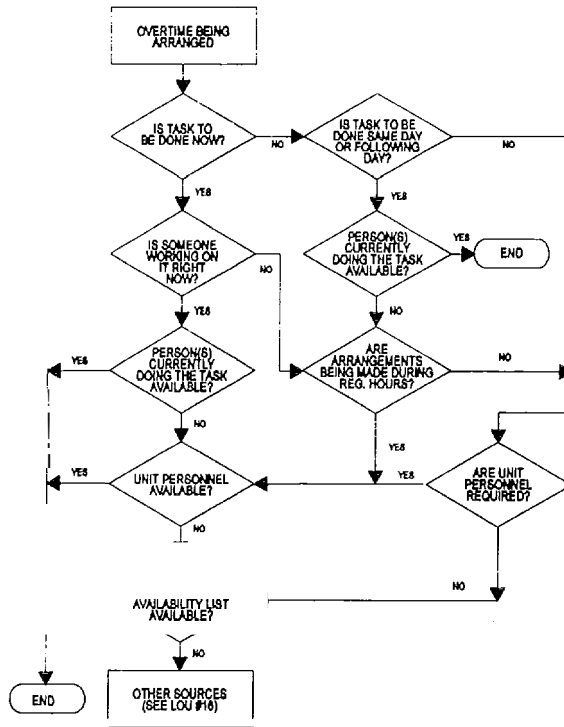 OVERTIME BEING
ARRANGED
IS TASK TO
BE DONE NOW?
NO
IS TASK TO BE
DONE SAME DAY
OR FOLLOWING
DAY?
NO
YES
YES
IS SOMEONE
WORKING ON
IT RIGHT
NOW?
NO
PERSON(S)
CURRENTLY
DOING THE TASK
AVAILABLE?
YES
END
YES
NO
YES
PERSON(S)
CURRENTLY
DOING THE TASK
AVAILABLE?
ARE
ARRANGEMENTS
BEING MADE DURING
REG. HOURS?
NO
NO
YES
YES
UNIT PERSONNEL
AVAILABLE?
YES
ARE UNIT
PERSONNEL
REQUIRED?
NO
NO
AVAILABILITY LIST
AVAILABLE?
NO
END
OTHER SOURCES
(SEE LOU #16)